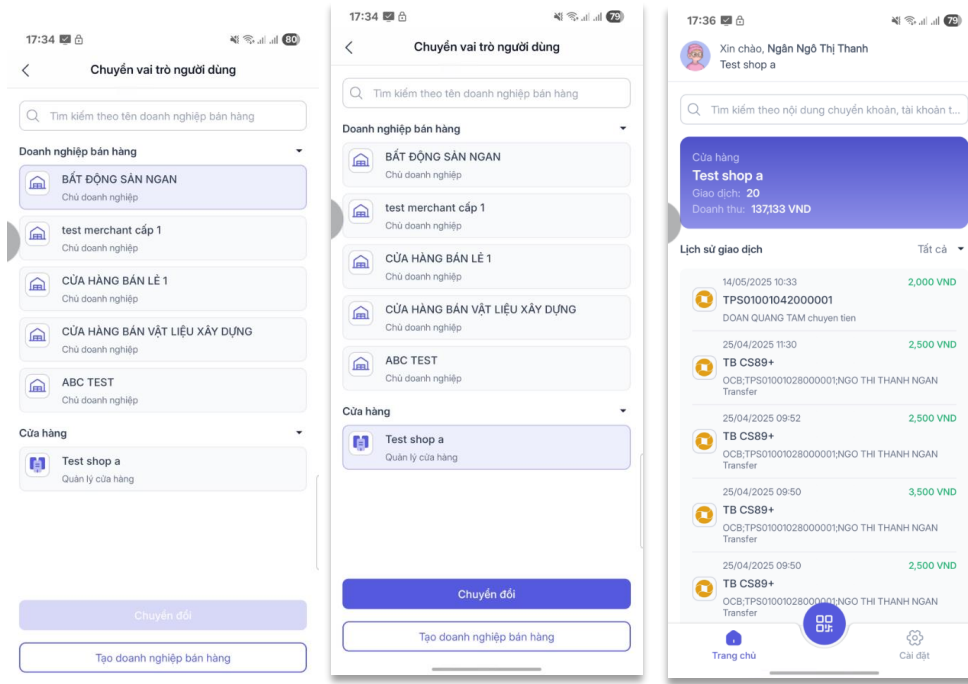 17:34
80
Chuyển vai trò người dùng
Tìm kiếm theo tên doanh nghiệp bán hàng
Doanh nghiệp bán hàng
BẤT ĐỘNG SẢN NGAN
Chủ doanh nghiệp
test merchant cấp 1
Chủ doanh nghiệp
CỬA HÀNG BÁN LẺ 1
Chủ doanh nghiệp
CỬA HÀNG BÁN VẬT LIỆU XÂY DỰNG
Chủ doanh nghiệp
ABC TEST
Chủ doanh nghiệp
Cửa hàng
Test shop a
Quản lý cửa hàng
Chuyển đổi
Tạo doanh nghiệp bán hàng
17:34
79
Chuyển vai trò người dùng
Tìm kiếm theo tên doanh nghiệp bán hàng
Doanh nghiệp bán hàng
BẤT ĐỘNG SẢN NGAN
Chủ doanh nghiệp
test merchant cấp 1
Chủ doanh nghiệp
CỬA HÀNG BÁN LẺ 1
Chủ doanh nghiệp
CỬA HÀNG BÁN VẬT LIỆU XÂY DỰNG
Chủ doanh nghiệp
ABC TEST
Chủ doanh nghiệp
Cửa hàng
Test shop a
Quản lý cửa hàng
Chuyển đổi
Tạo doanh nghiệp bán hàng
17:36
79
Xin chào, Ngân Ngô Thị Thanh
Test shop a
Tìm kiếm theo nội dung chuyển khoản, tài khoản t...
Cửa hàng
Test shop a
Giao dịch: 20
Doanh thu: 137,133 VND
Lịch sử giao dịch
Tất cả
14/05/2025 10:33
2,000 VND
TPS01001042000001
DOAN QUANG TAM chuyen tien
25/04/2025 11:30
2,500 VND
TB CS89+
OCB;TPS01001028000001;NGO THI THANH NGAN
Transfer
25/04/2025 09:52
2,500 VND
TB CS89+
OCB;TPS01001028000001;NGO THI THANH NGAN
Transfer
25/04/2025 09:50
3,500 VND
TB CS89+
OCB;TPS01001028000001;NGO THI THANH NGAN
Transfer
25/04/2025 09:50
2,500 VND
TB CS89+
OCB;TPS01001028000001;NGO THI THANH NGAN
Transfer
Trang chủ
Cài đặt